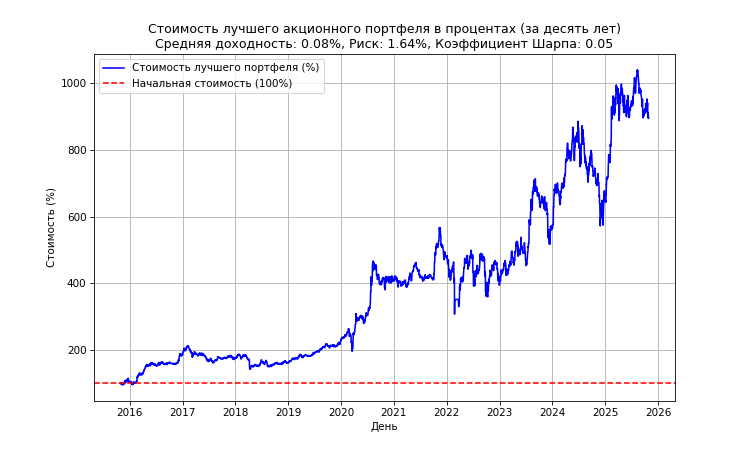 Стоимость лучшего акционного портфеля в процентах (за десять лет)
Средняя доходность: 0.08%, Риск: 1.64%, Коэффициент Шарпа: 0.05
Стоимость лучшего портфеля (%)
Начальная стоимость (100%)
Стоимость (%)
1000
800
600
400
200
2016 2017 2018 2019 2020 2021 2022 2023 2024 2025 2026
День